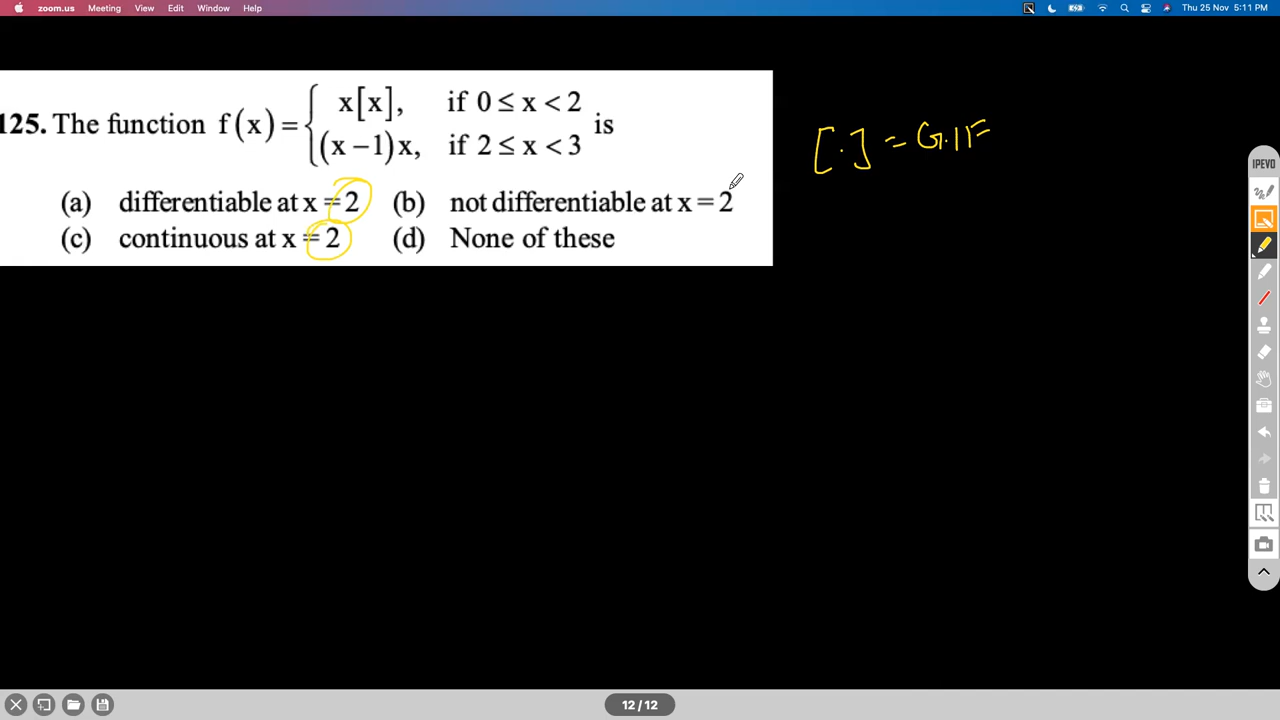 zoom.us Meeting View Edit Window Help Thu 25 Nov 5:11 PM
125. The function f(x) = { x[x], if 0 ≤ x < 2
(x – 1)x, if 2 ≤ x < 3 is
[.] = G.I.F
(a) differentiable at x = 2 (b) not differentiable at x = 2
(c) continuous at x = 2 (d) None of these
IPEVO
12 / 12